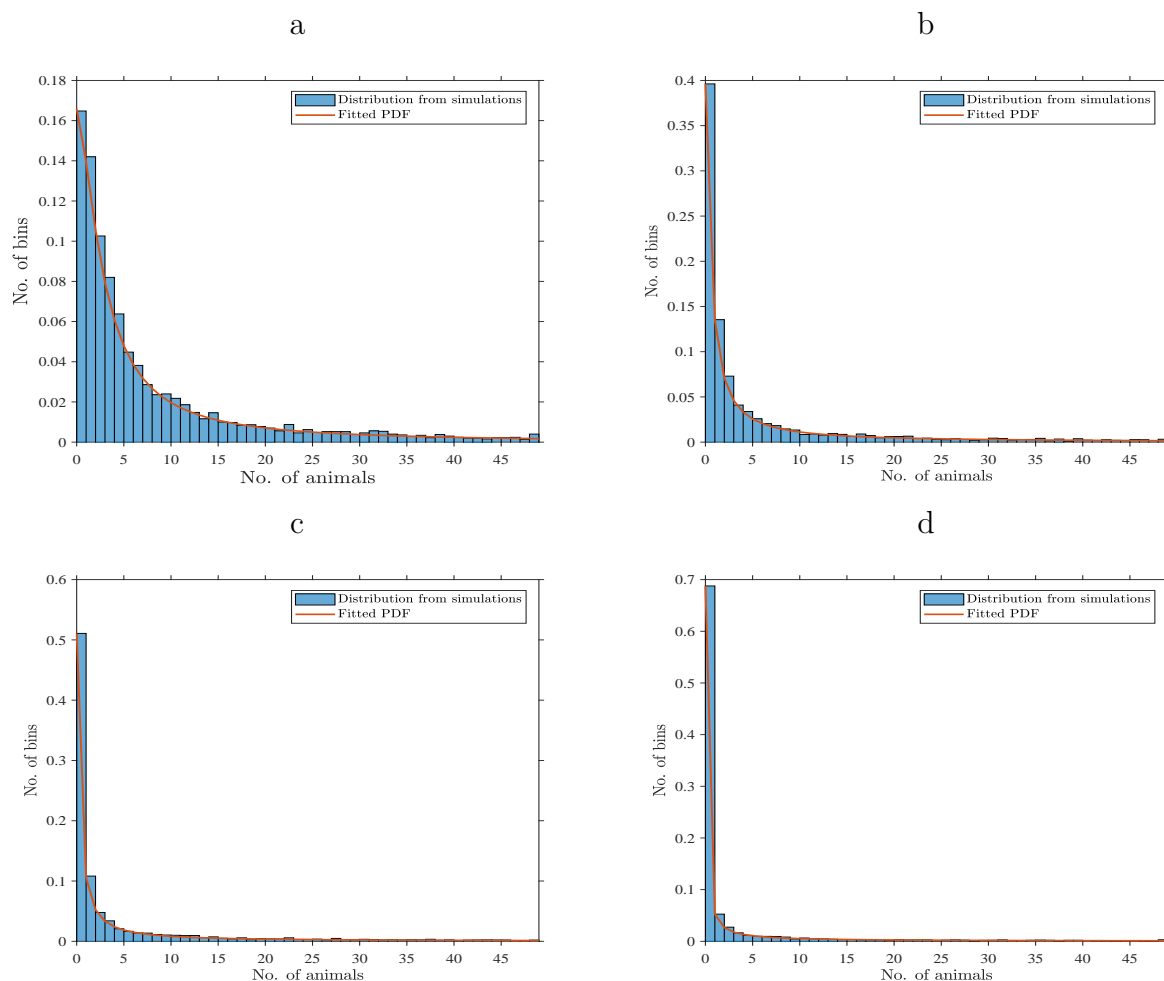 a
0.18
0.16
0.14
0.12
0.1
0.08
0.06
0.04
0.02
0
No. of bins
Distribution from simulations
Fitted PDF
0 5 10 15 20 25 30 35 40 45
No. of animals
b
0.4
0.35
0.3
0.25
0.2
0.15
0.1
0.05
0
No. of bins
Distribution from simulations
Fitted PDF
0 5 10 15 20 25 30 35 40 45
No. of animals
c
0.6
0.5
0.4
0.3
0.2
0.1
0
No. of bins
Distribution from simulations
Fitted PDF
0 5 10 15 20 25 30 35 40 45
No. of animals
d
0.7
0.6
0.5
0.4
0.3
0.2
0.1
0
No. of bins
Distribution from simulations
Fitted PDF
0 5 10 15 20 25 30 35 40 45
No. of animals